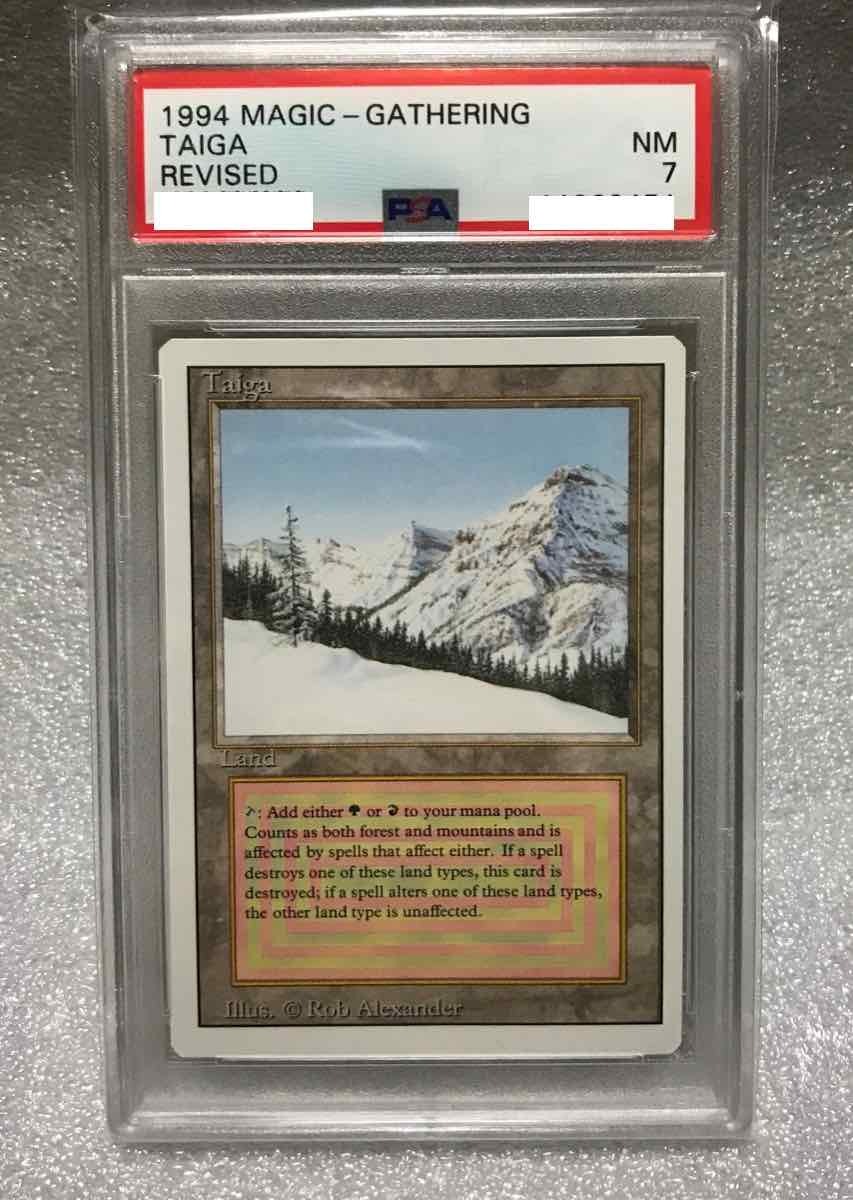 1994 MAGIC – GATHERING
TAIGA
NM
REVISED
7
PSA
Taiga
Land
: Add either or to your mana pool.
Counts as both forest and mountains and is
affected by spells that affect either. If a spell
destroys one of these land types, this card is
destroyed; if a spell alters one of these land types,
the other land type is unaffected.
Illus. © Rob Alexander